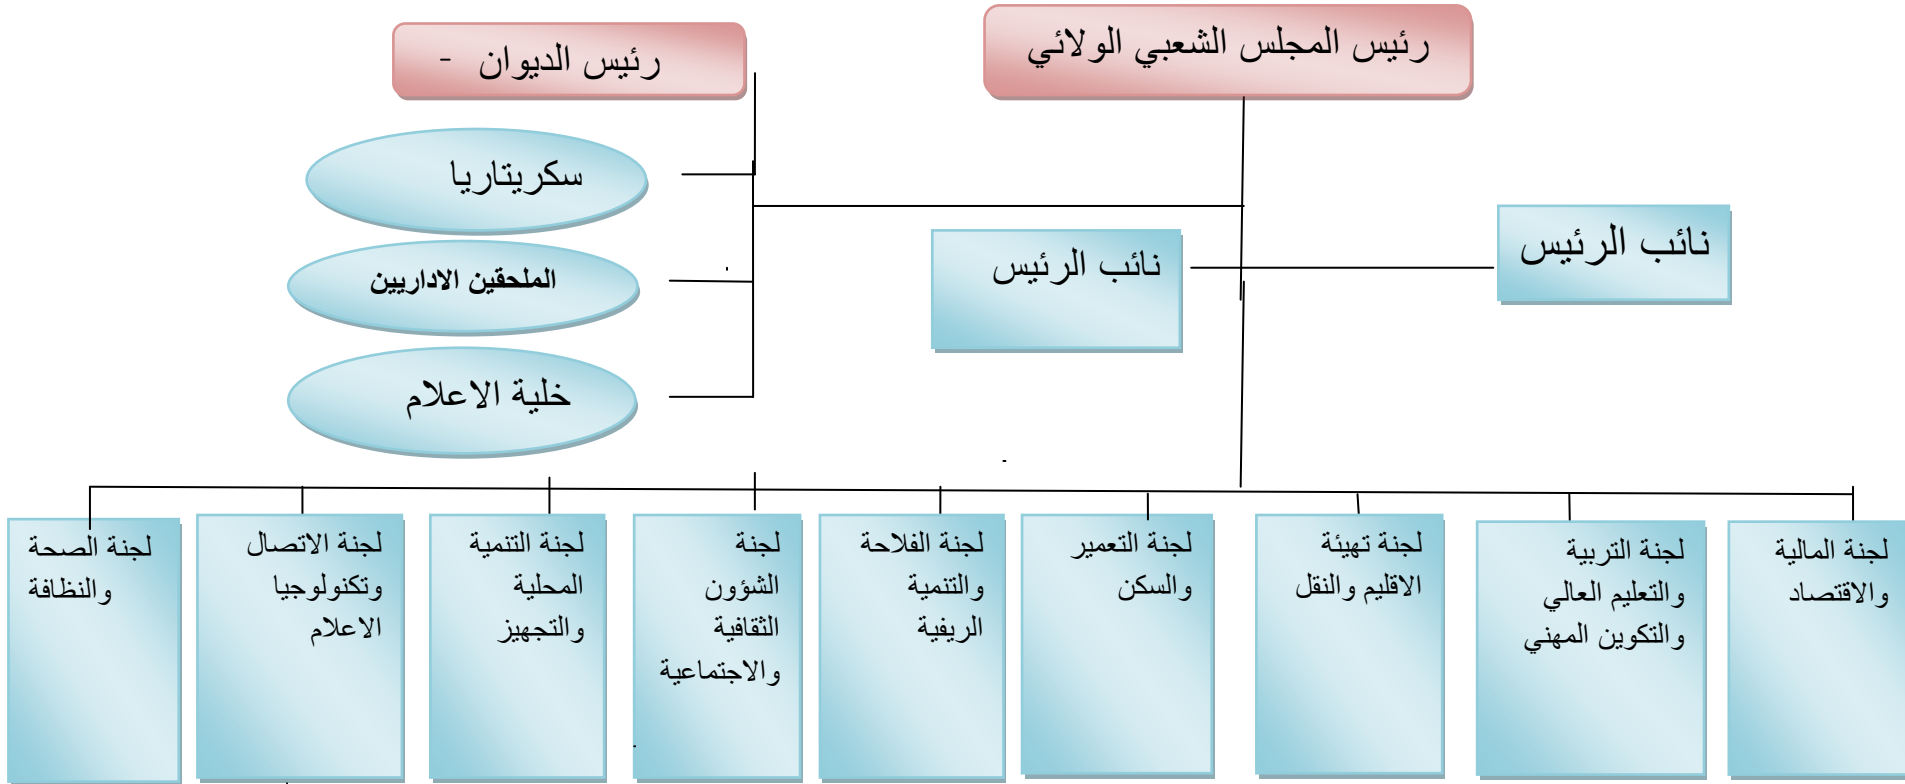 رئيس المجلس الشعبي الولائي
رئيس الديوان -
سكريتاريا
الملحقين الاداريين
خلية الاعلام
نائب الرئيس
نائب الرئيس
لجنة المالية
والاقتصاد
لجنة التربية
والتعليم العالي
والتكوين المهني
لجنة تهيئة
الاقليم والنقل
لجنة التعمير
والسكن
لجنة الفلاحة
والتنمية
الريفية
لجنة
الشؤون
الثقافية
والاجتماعية
لجنة التنمية
المحلية
والتجهيز
لجنة الاتصال
وتكنولوجيا
الاعلام
لجنة الصحة
والنظافة